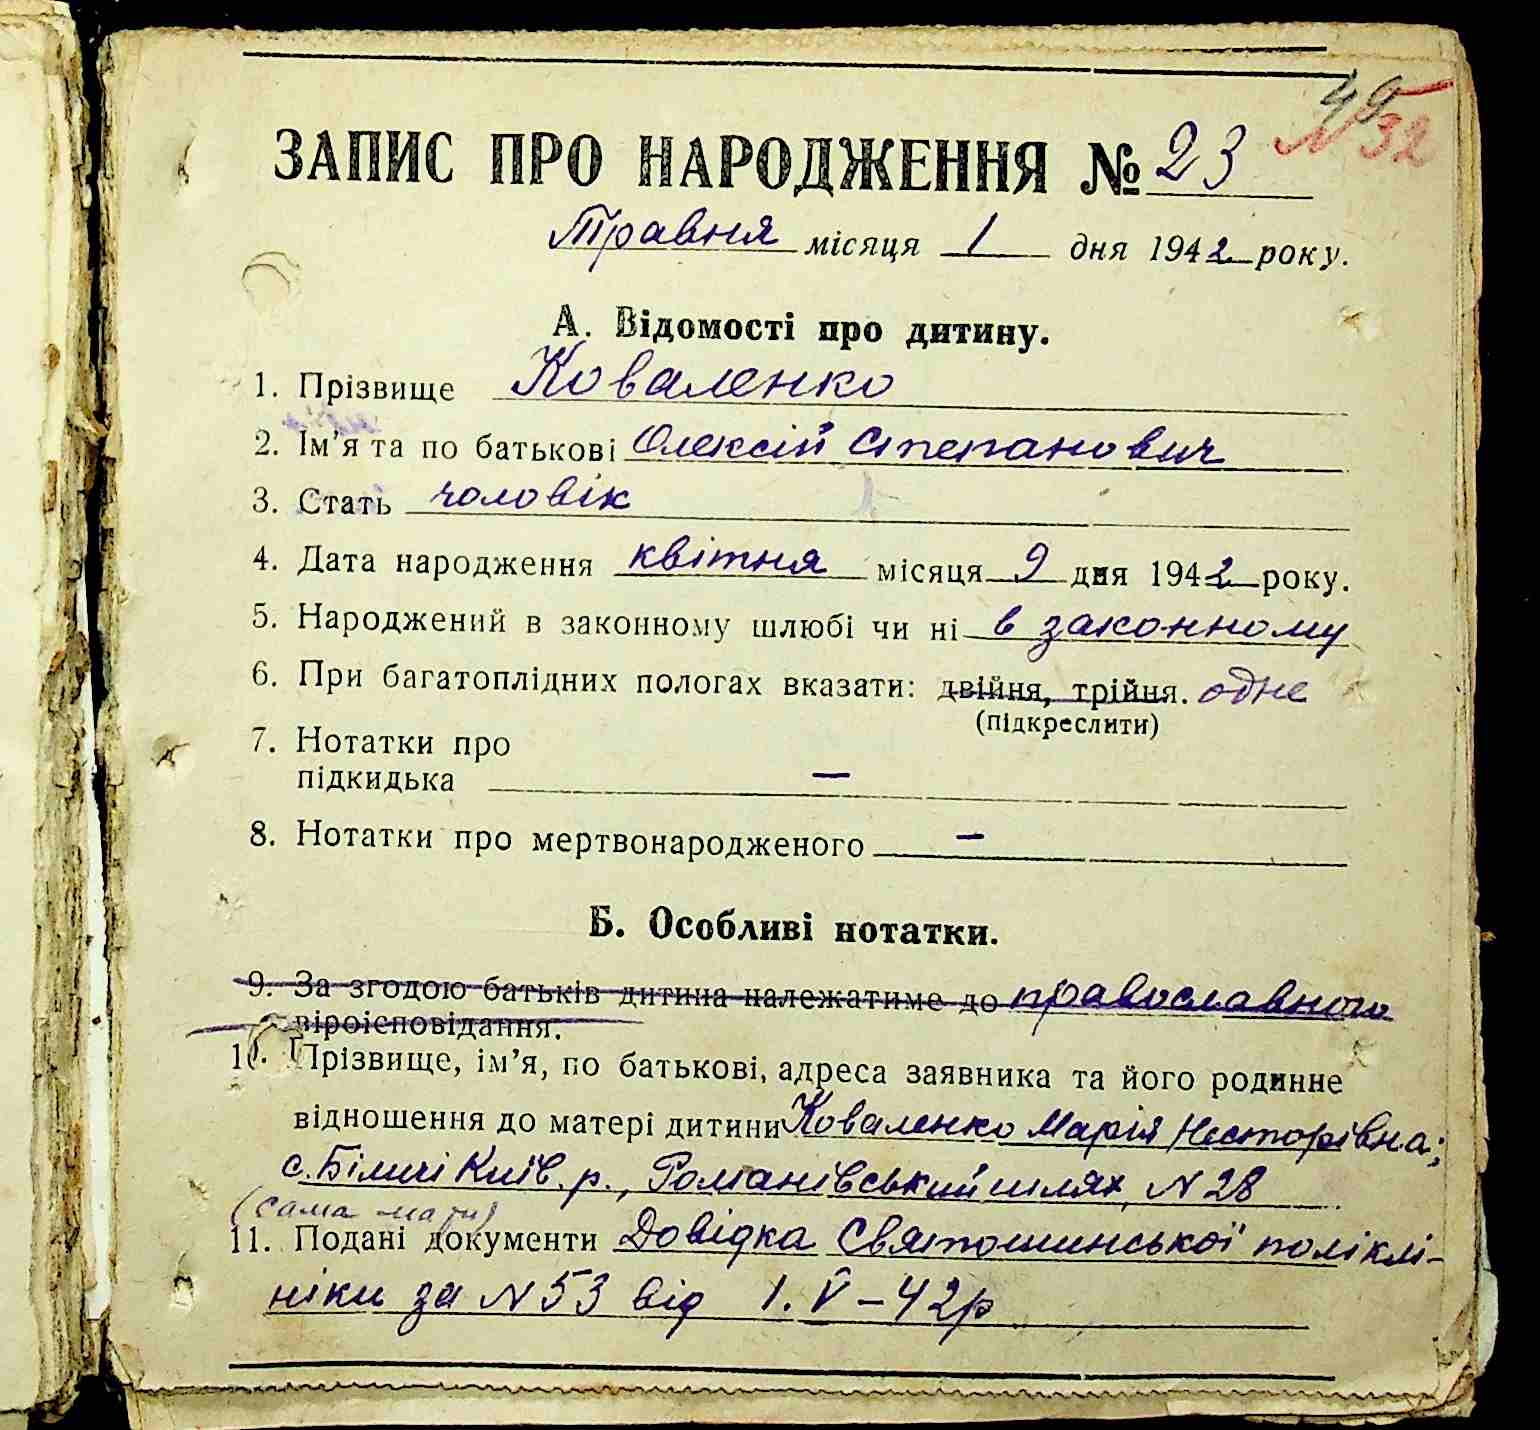 49
№ 32
ЗАПИС ПРО НАРОДЖЕННЯ № 23
Травня місяця 1 дня 1942 року.
А. Відомості про дитину.
1. Прізвище Коваленко
2. Ім'я та по батькові Олексій Степанович
3. Стать чоловік
4. Дата народження квітня місяця 9 дня 1942 року.
5. Народжений в законному шлюбі чи ні в законному
6. При багатоплідних пологах вказати: двійня, трійня. одне
(підкреслити)
7. Нотатки про
підкидька —
8. Нотатки про мертвонародженого —
Б. Особливі нотатки.
9. За згодою батьків дитина належатиме до православного
віроісповідання.
10. Прізвище, ім'я, по батькові, адреса заявника та його родинне
відношення до матері дитини Коваленко Марія Несторівна;
с. Біличі Київ. р., Романівський шлях, N 28
(сама мати)
11. Подані документи Довідка Святошинської поліклі-
ніки за N 53 від 1. V – 42р